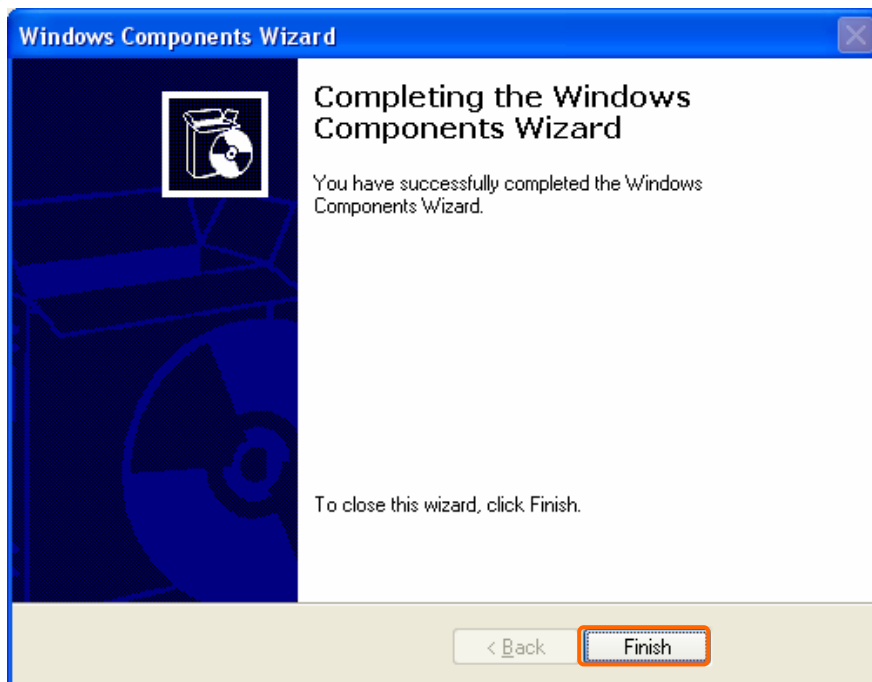 Windows Components Wizard
Completing the Windows
Components Wizard
You have successfully completed the Windows
Components Wizard.
To close this wizard, click Finish.
< Back
Finish